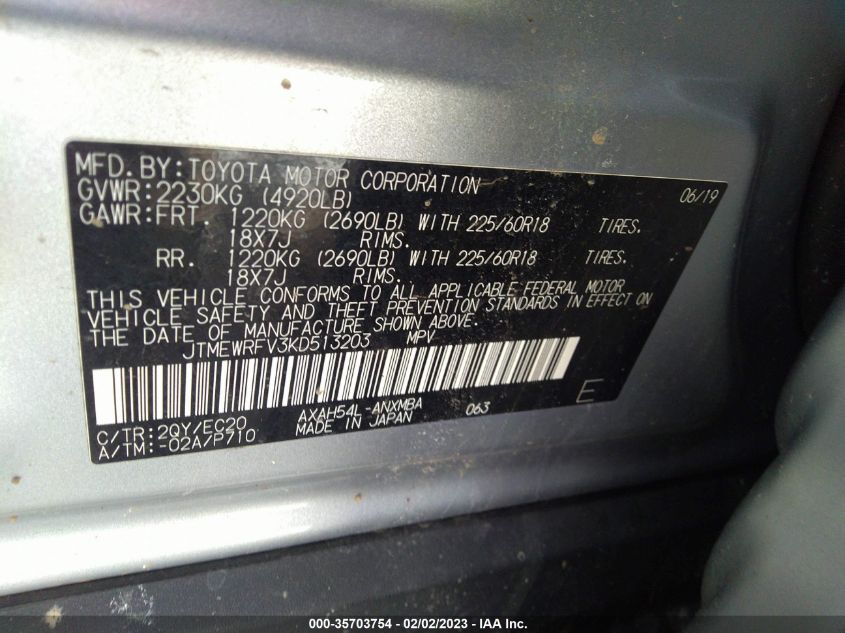 MFD. BY: TOYOTA MOTOR CORPORATION 06/19
GVWR: 2230KG (4920LB)
GAWR: FRT. 1220KG (2690LB) WITH 225/60R18 TIRES.
18X7J RIMS.
RR. 1220KG (2690LB) WITH 225/60R18 TIRES.
18X7J RIMS.
THIS VEHICLE CONFORMS TO ALL APPLICABLE FEDERAL MOTOR
VEHICLE SAFETY AND THEFT PREVENTION STANDARDS IN EFFECT ON
THE DATE OF MANUFACTURE SHOWN ABOVE.
JTMEWRFV3KD513203 MPV
C/TR: 2QY/EC20 AXAH54L-ANXMBA 063 E
A/TM: -02A/P710 MADE IN JAPAN
000-35703754 - 02/02/2023 - IAA Inc.